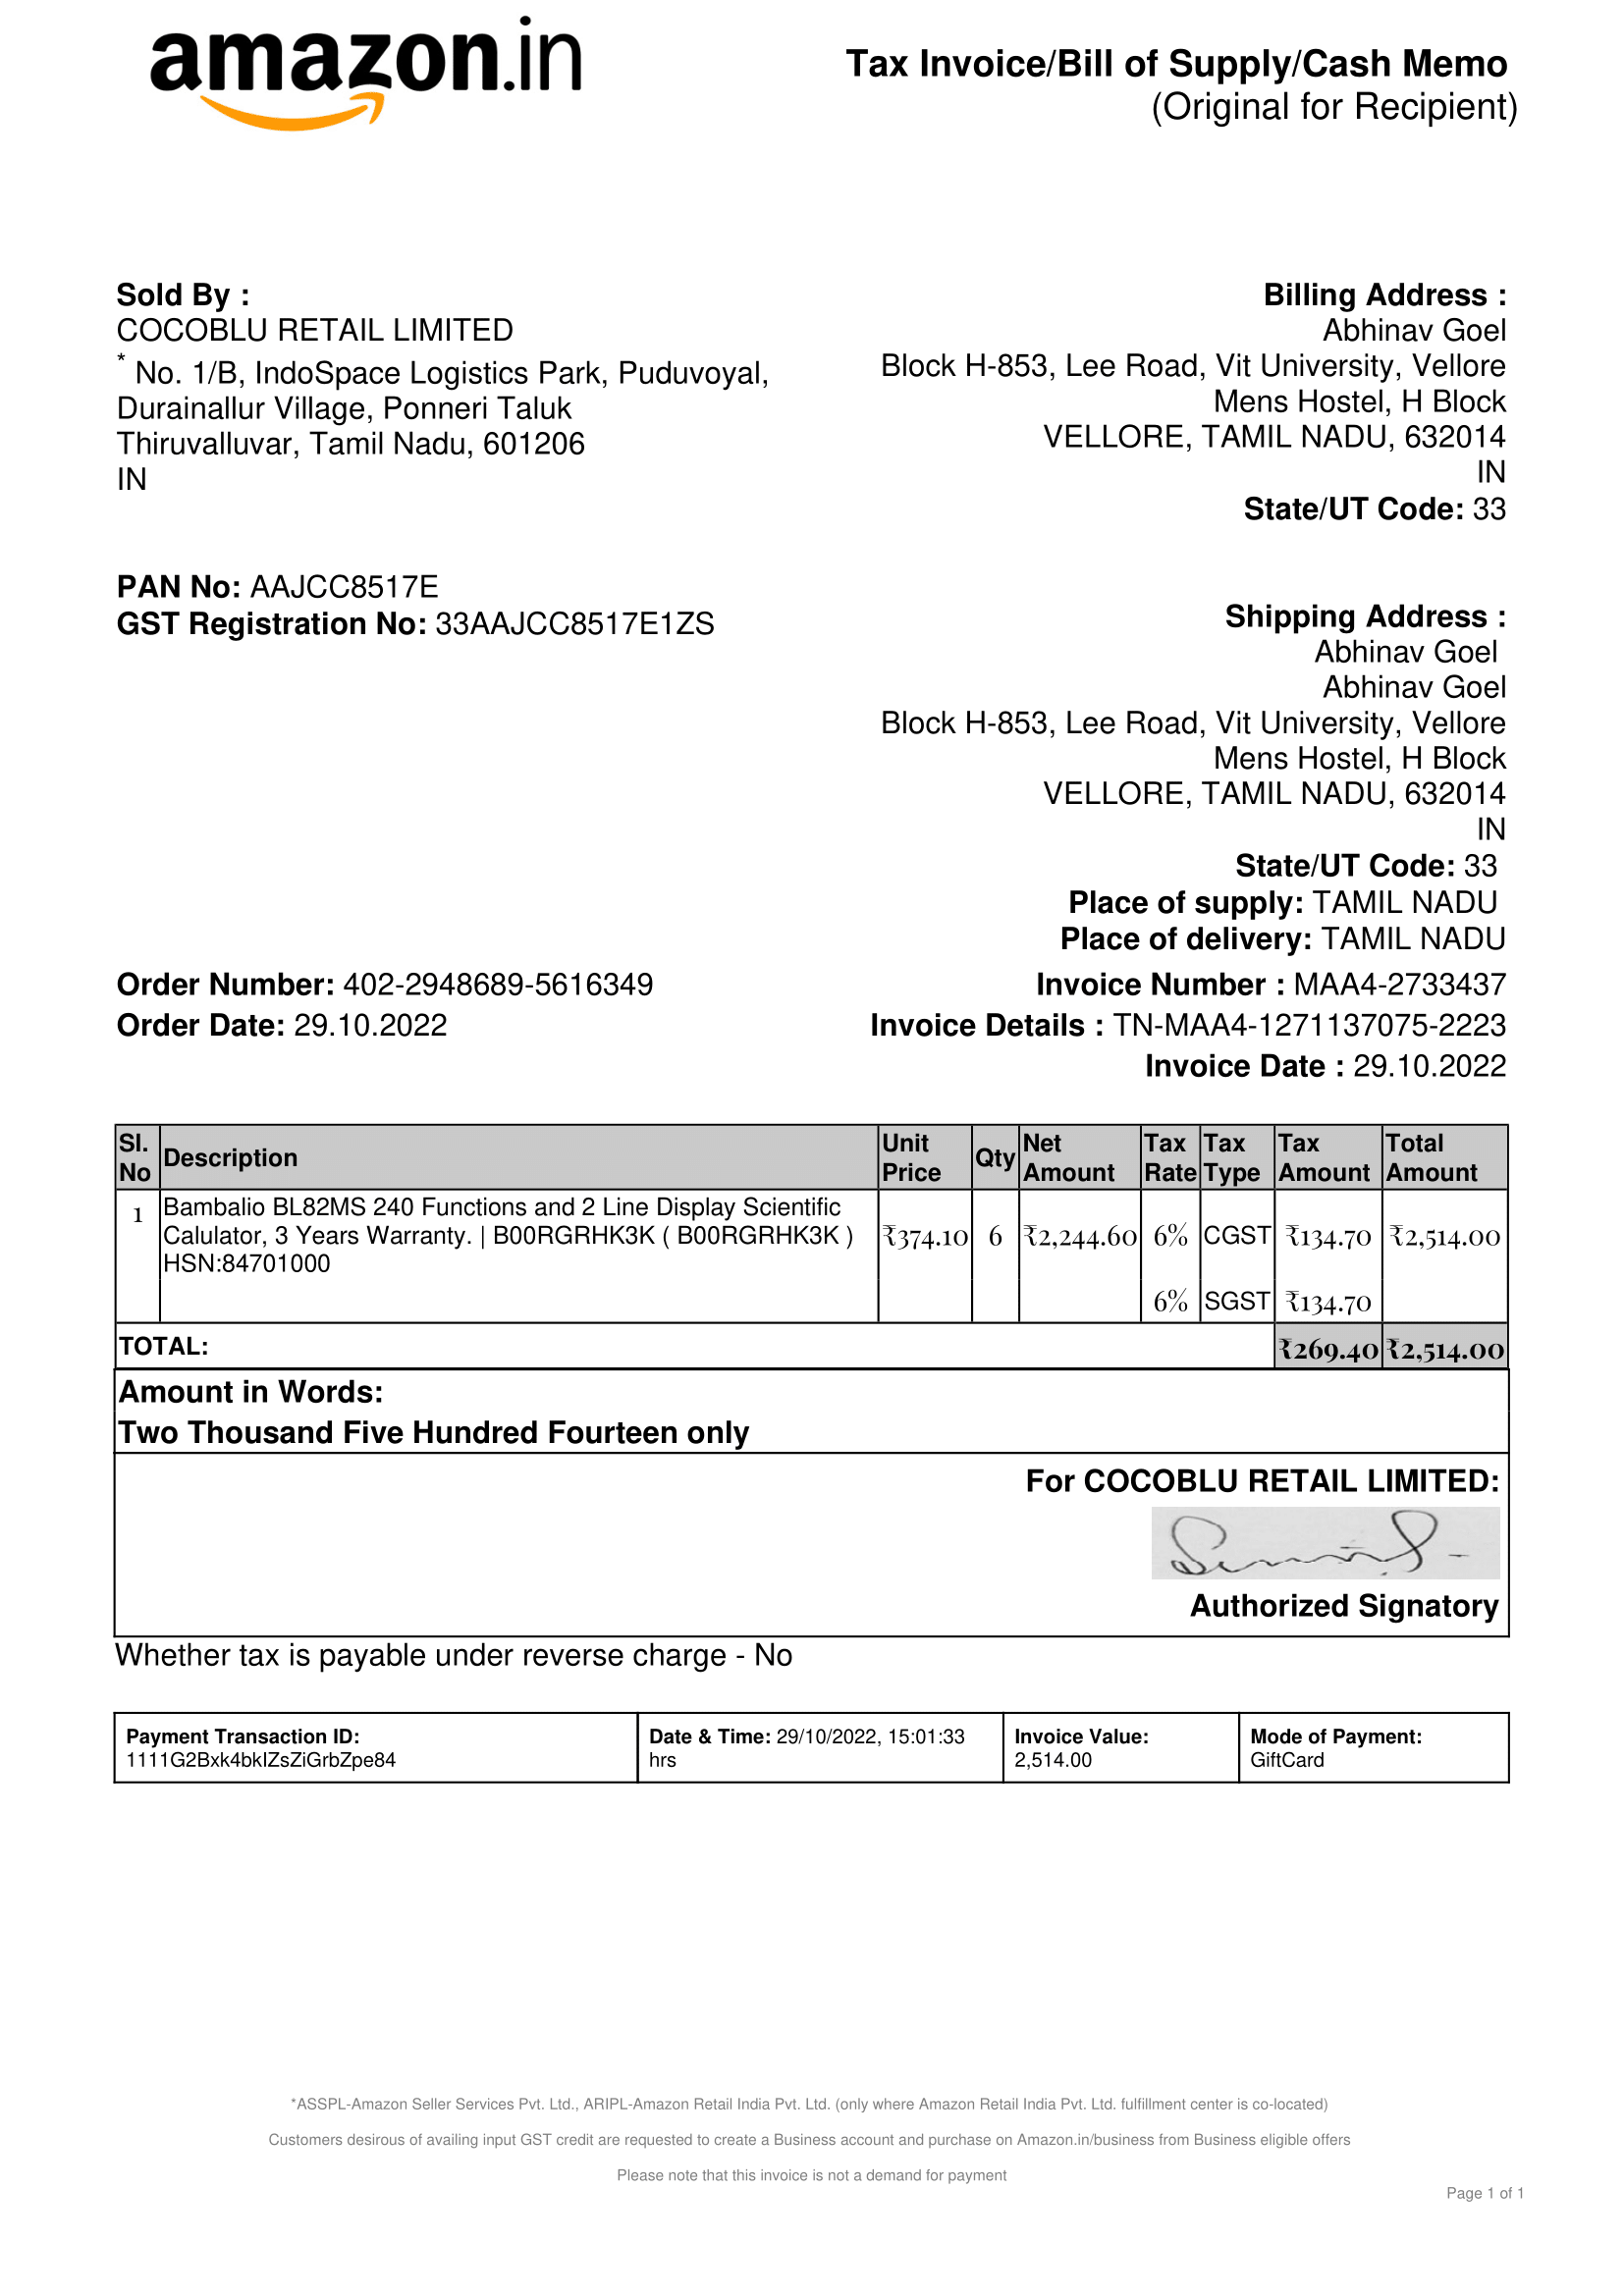 amazon.in
Tax Invoice/Bill of Supply/Cash Memo
(Original for Recipient)
Sold By :
COCOBLU RETAIL LIMITED
* No. 1/B, IndoSpace Logistics Park, Puduvoyal,
Durainallur Village, Ponneri Taluk
Thiruvalluvar, Tamil Nadu, 601206
IN
PAN No: AAJCC8517E
GST Registration No: 33AAJCC8517E1ZS
Billing Address :
Abhinav Goel
Block H-853, Lee Road, Vit University, Vellore
Mens Hostel, H Block
VELLORE, TAMIL NADU, 632014
IN
State/UT Code: 33
Shipping Address :
Abhinav Goel
Abhinav Goel
Block H-853, Lee Road, Vit University, Vellore
Mens Hostel, H Block
VELLORE, TAMIL NADU, 632014
IN
State/UT Code: 33
Place of supply: TAMIL NADU
Place of delivery: TAMIL NADU
Order Number: 402-2948689-5616349
Order Date: 29.10.2022
Invoice Number : MAA4-2733437
Invoice Details : TN-MAA4-1271137075-2223
Invoice Date : 29.10.2022
Sl. No Description Unit Price Qty Net Amount Tax Rate Tax Type Tax Amount Total Amount
1 Bambalio BL82MS 240 Functions and 2 Line Display Scientific
Calulator, 3 Years Warranty. | B00RGRHK3K ( B00RGRHK3K ) ₹374.10 6 ₹2,244.60 6% CGST ₹134.70 ₹2,514.00
HSN:84701000
6% SGST ₹134.70
TOTAL: ₹269.40 ₹2,514.00
Amount in Words:
Two Thousand Five Hundred Fourteen only
For COCOBLU RETAIL LIMITED:
Authorized Signatory
Whether tax is payable under reverse charge - No
Payment Transaction ID:
1111G2Bxk4bkIZsZiGrbZpe84
Date & Time: 29/10/2022, 15:01:33
hrs
Invoice Value:
2,514.00
Mode of Payment:
GiftCard
*ASSPL-Amazon Seller Services Pvt. Ltd., ARIPL-Amazon Retail India Pvt. Ltd. (only where Amazon Retail India Pvt. Ltd. fulfillment center is co-located)
Customers desirous of availing input GST credit are requested to create a Business account and purchase on Amazon.in/business from Business eligible offers
Please note that this invoice is not a demand for payment
Page 1 of 1